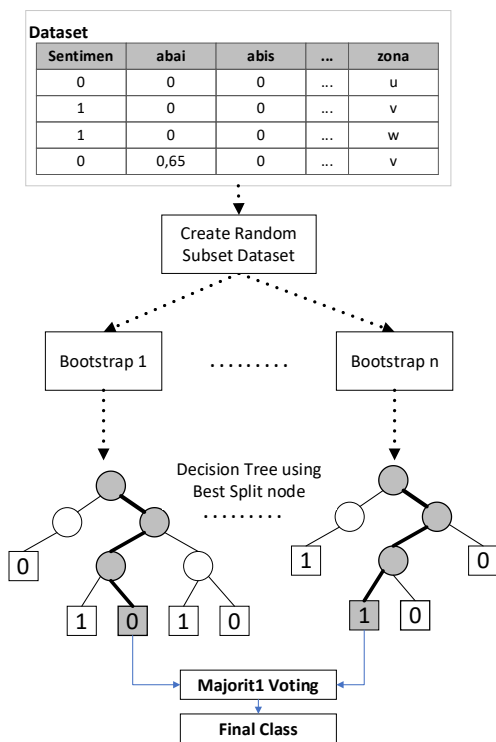 Dataset
Sentimen abai abis ... zona
0 0 0 ... u
1 0 0 ... v
1 0 0 ... w
0 0,65 0 ... v
Create Random
Subset Dataset
Bootstrap 1 ......... Bootstrap n
Decision Tree using
Best Split node
.........
0 1 0
1 0 1 0 1 0
Majorit1 Voting
Final Class